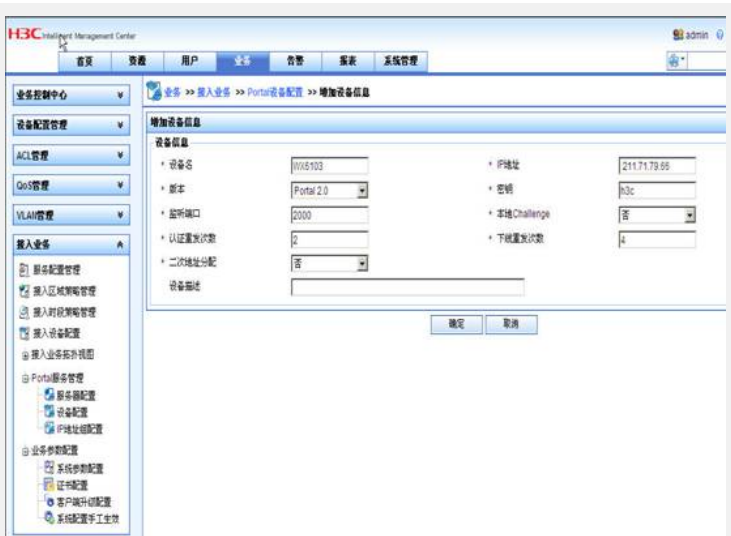 H3C Intelligent Management Center
admin
首页 资源 用户 业务 告警 报表 系统管理
业务控制中心
设备配置管理
ACL管理
QoS管理
VLAN管理
接入业务
服务配置管理
接入区域策略管理
接入时段策略管理
接入设备配置
接入业务拓扑视图
Portal服务管理
服务器配置
设备配置
IP地址组配置
业务参数配置
系统参数配置
证书配置
客户端升级配置
系统配置手工生效
业务 >> 接入业务 >> Portal设备配置 >> 增加设备信息
增加设备信息
设备信息
* 设备名 WX6103 * IP地址 211.71.79.66
* 版本 Portal 2.0 * 密钥 h3c
* 监听端口 2000 * 本地Challenge 否
* 认证重发次数 2 * 下线重发次数 4
* 二次地址分配 否
设备描述
确定 取消